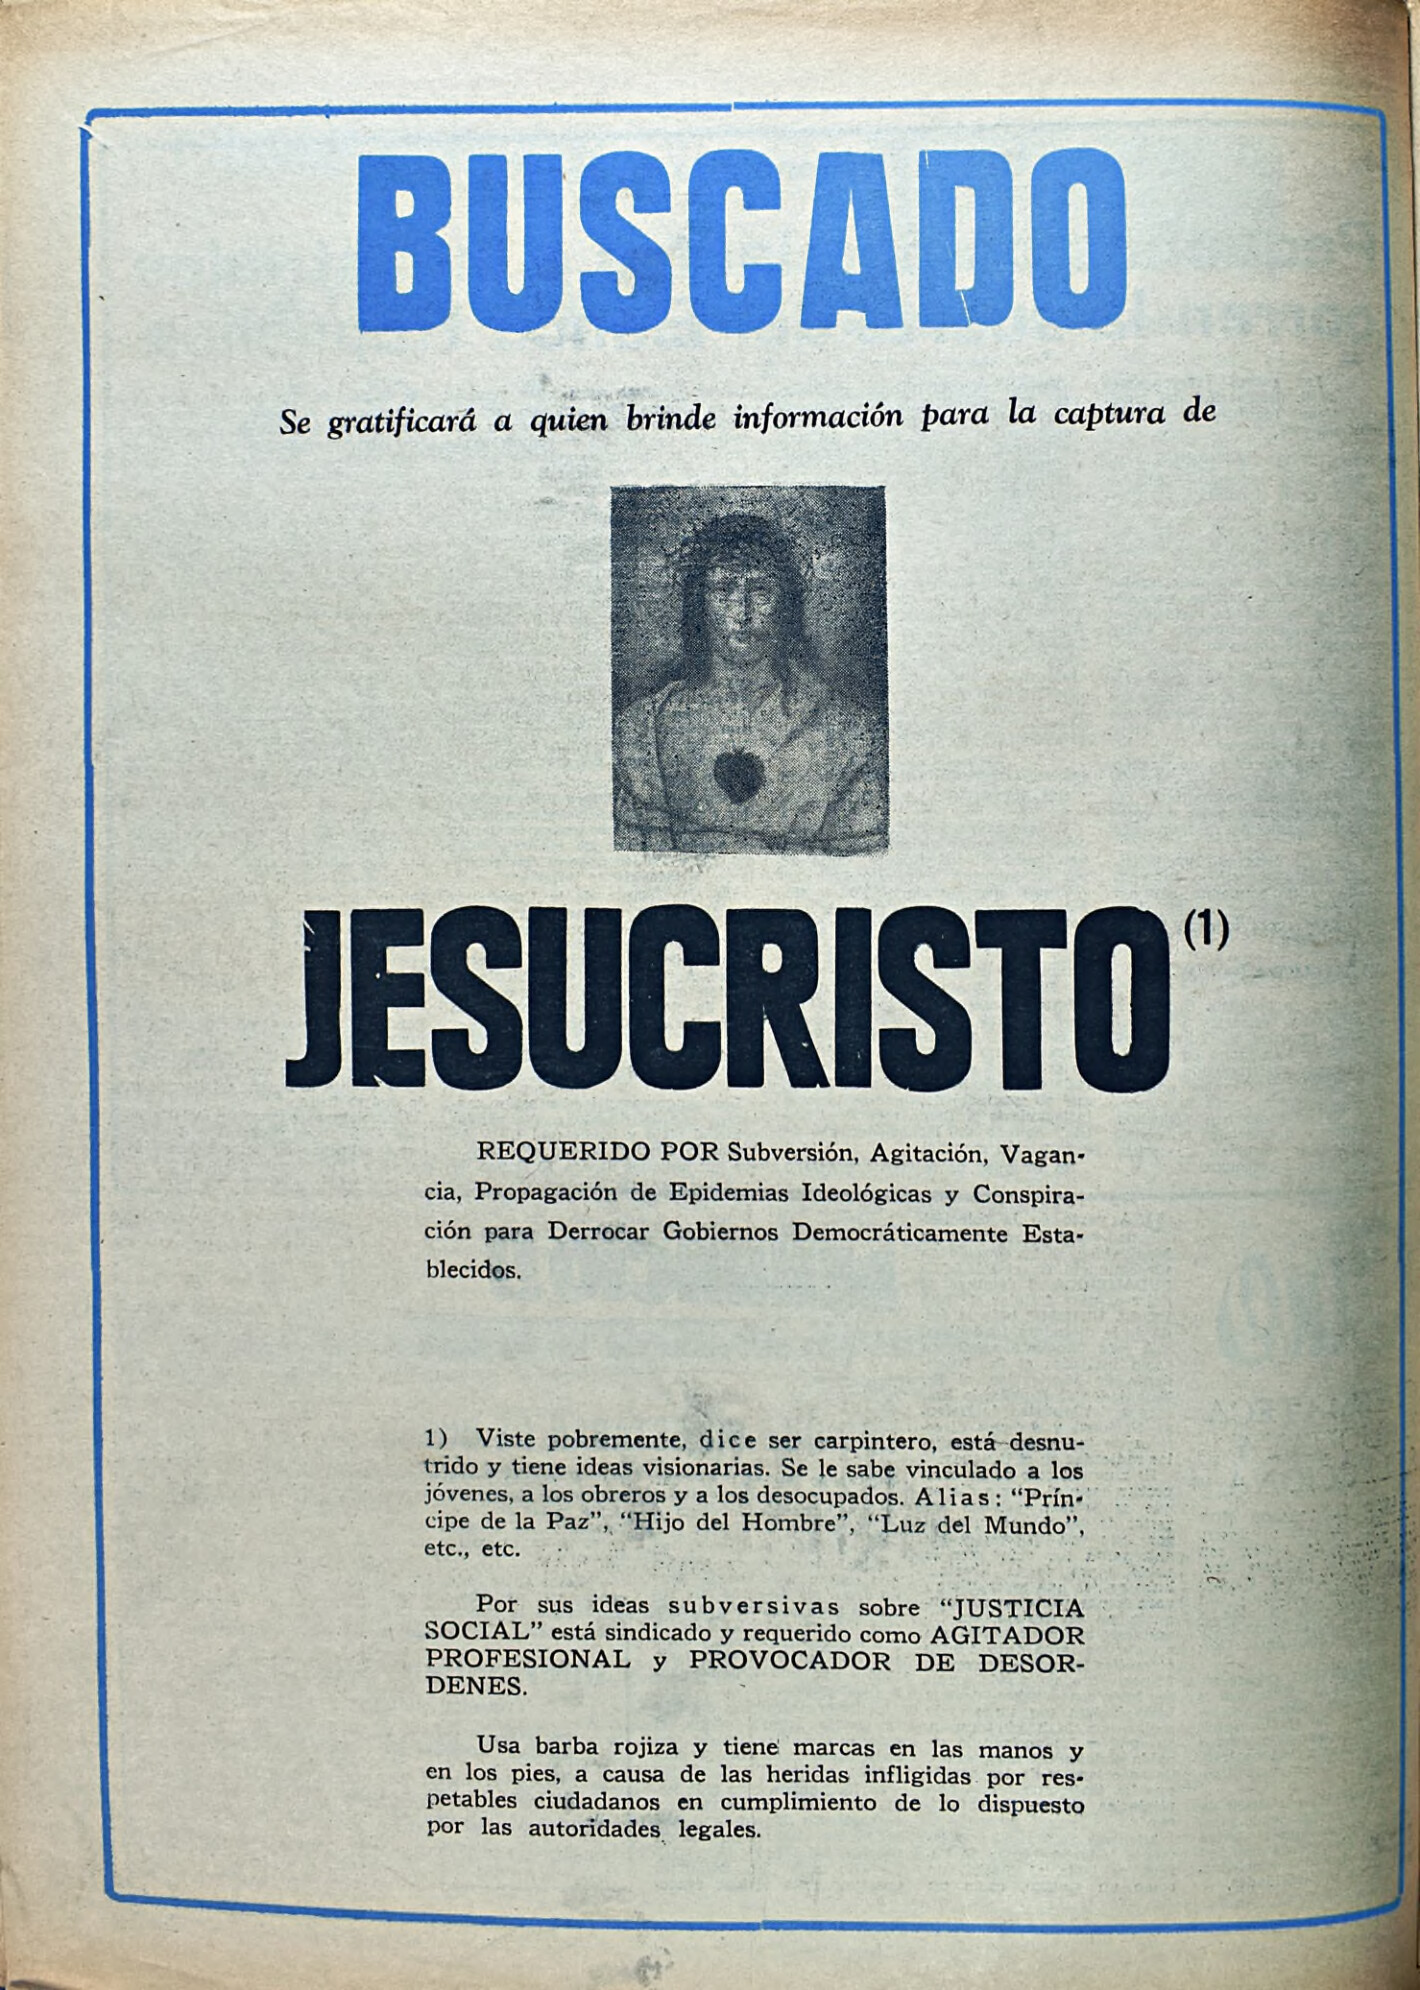 BUSCADO
Se gratificará a quien brinde información para la captura de
JESUCRISTO (1)
REQUERIDO POR Subversión, Agitación, Vagan-
cia, Propagación de Epidemias Ideológicas y Conspira-
ción para Derrocar Gobiernos Democráticamente Esta-
blecidos.
1) Viste pobremente, dice ser carpintero, está desnu-
trido y tiene ideas visionarias. Se le sabe vinculado a los
jóvenes, a los obreros y a los desocupados. Alias: “Prín-
cipe de la Paz”, “Hijo del Hombre”, “Luz del Mundo”,
etc., etc.
Por sus ideas subversivas sobre “JUSTICIA
SOCIAL” está sindicado y requerido como AGITADOR
PROFESIONAL y PROVOCADOR DE DESOR-
DENES.
Usa barba rojiza y tiene marcas en las manos y
en los pies, a causa de las heridas infligidas por res-
petables ciudadanos en cumplimiento de lo dispuesto
por las autoridades legales.